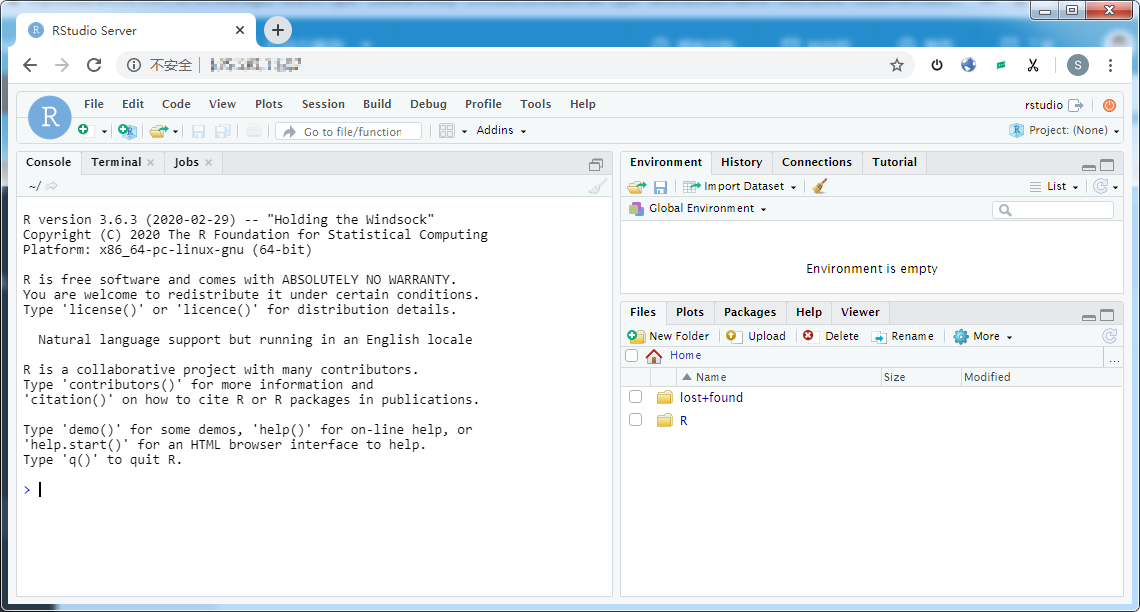 RStudio Server
不安全
S
File Edit Code View Plots Session Build Debug Profile Tools Help
rstudio
R
R
Go to file/function
Addins
Project: (None)
Console Terminal Jobs
~/
R version 3.6.3 (2020-02-29) -- "Holding the Windsock"
Copyright (C) 2020 The R Foundation for Statistical Computing
Platform: x86_64-pc-linux-gnu (64-bit)
R is free software and comes with ABSOLUTELY NO WARRANTY.
You are welcome to redistribute it under certain conditions.
Type 'license()' or 'licence()' for distribution details.
Natural language support but running in an English locale
R is a collaborative project with many contributors.
Type 'contributors()' for more information and
'citation()' on how to cite R or R packages in publications.
Type 'demo()' for some demos, 'help()' for on-line help, or
'help.start()' for an HTML browser interface to help.
Type 'q()' to quit R.
>
Environment History Connections Tutorial
Import Dataset
List
Global Environment
Environment is empty
Files Plots Packages Help Viewer
New Folder Upload Delete Rename More
Home
...
Name Size Modified
lost+found
R